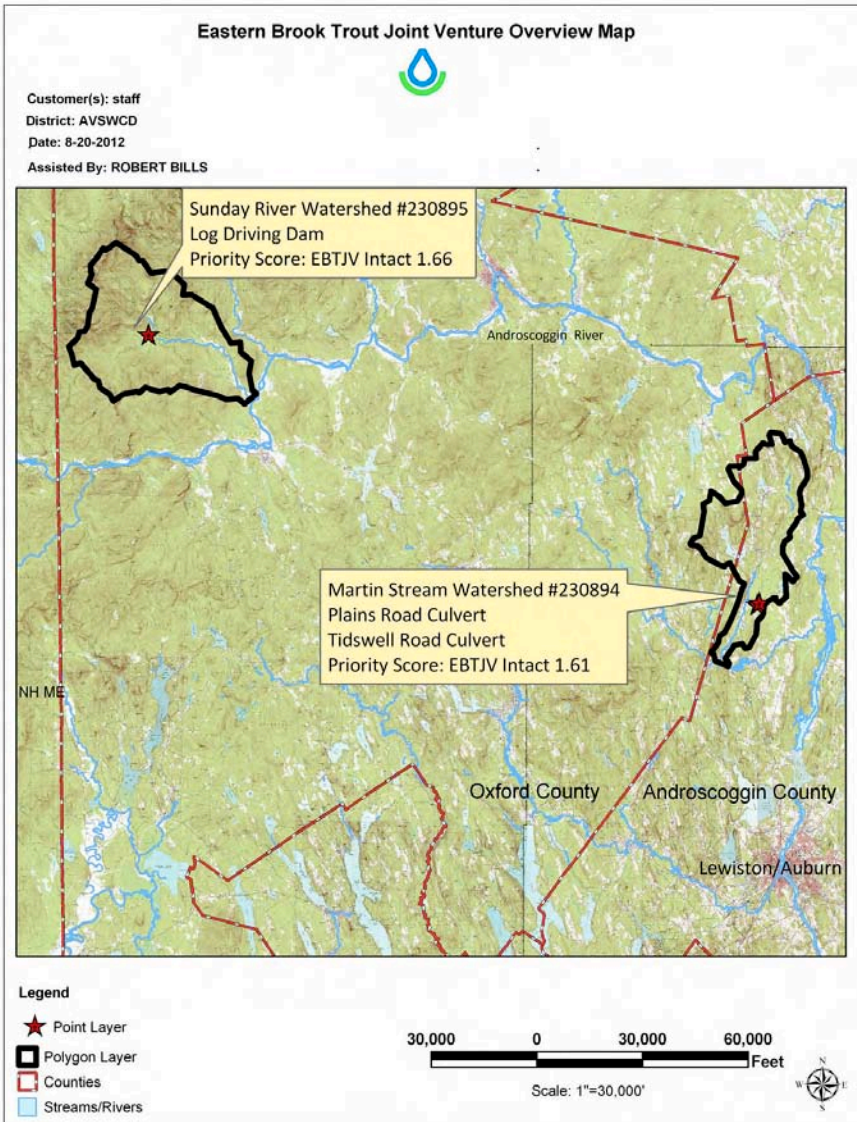 Eastern Brook Trout Joint Venture Overview Map
Customer(s): staff
District: AVSWCD
Date: 8-20-2012
Assisted By: ROBERT BILLS
Sunday River Watershed #230895
Log Driving Dam
Priority Score: EBTJV Intact 1.66
Androscoggin River
Martin Stream Watershed #230894
Plains Road Culvert
Tidswell Road Culvert
Priority Score: EBTJV Intact 1.61
NH ME
Oxford County
Androscoggin County
Lewiston/Auburn
Legend
Point Layer
Polygon Layer
Counties
Streams/Rivers
30,000 0 30,000 60,000
Feet
Scale: 1"=30,000'
N
W E
S